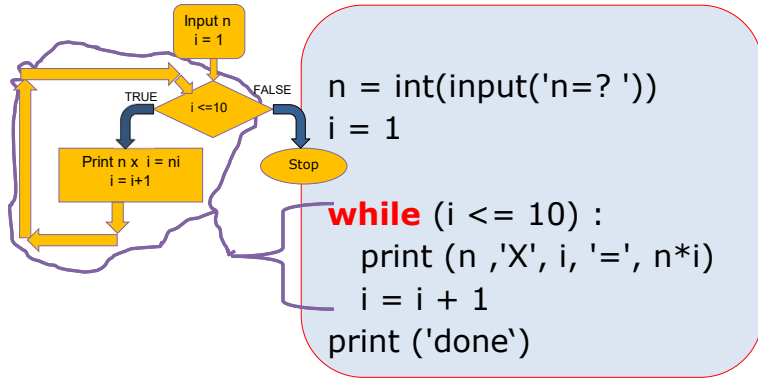 Input n
i = 1
TRUE
FALSE
i <=10
Print n x  i = ni
i = i+1
Stop
n = int(input('n=? '))
i = 1
while (i <= 10) :
print (n ,'X', i, '=', n*i)
i = i + 1
print ('done‘)